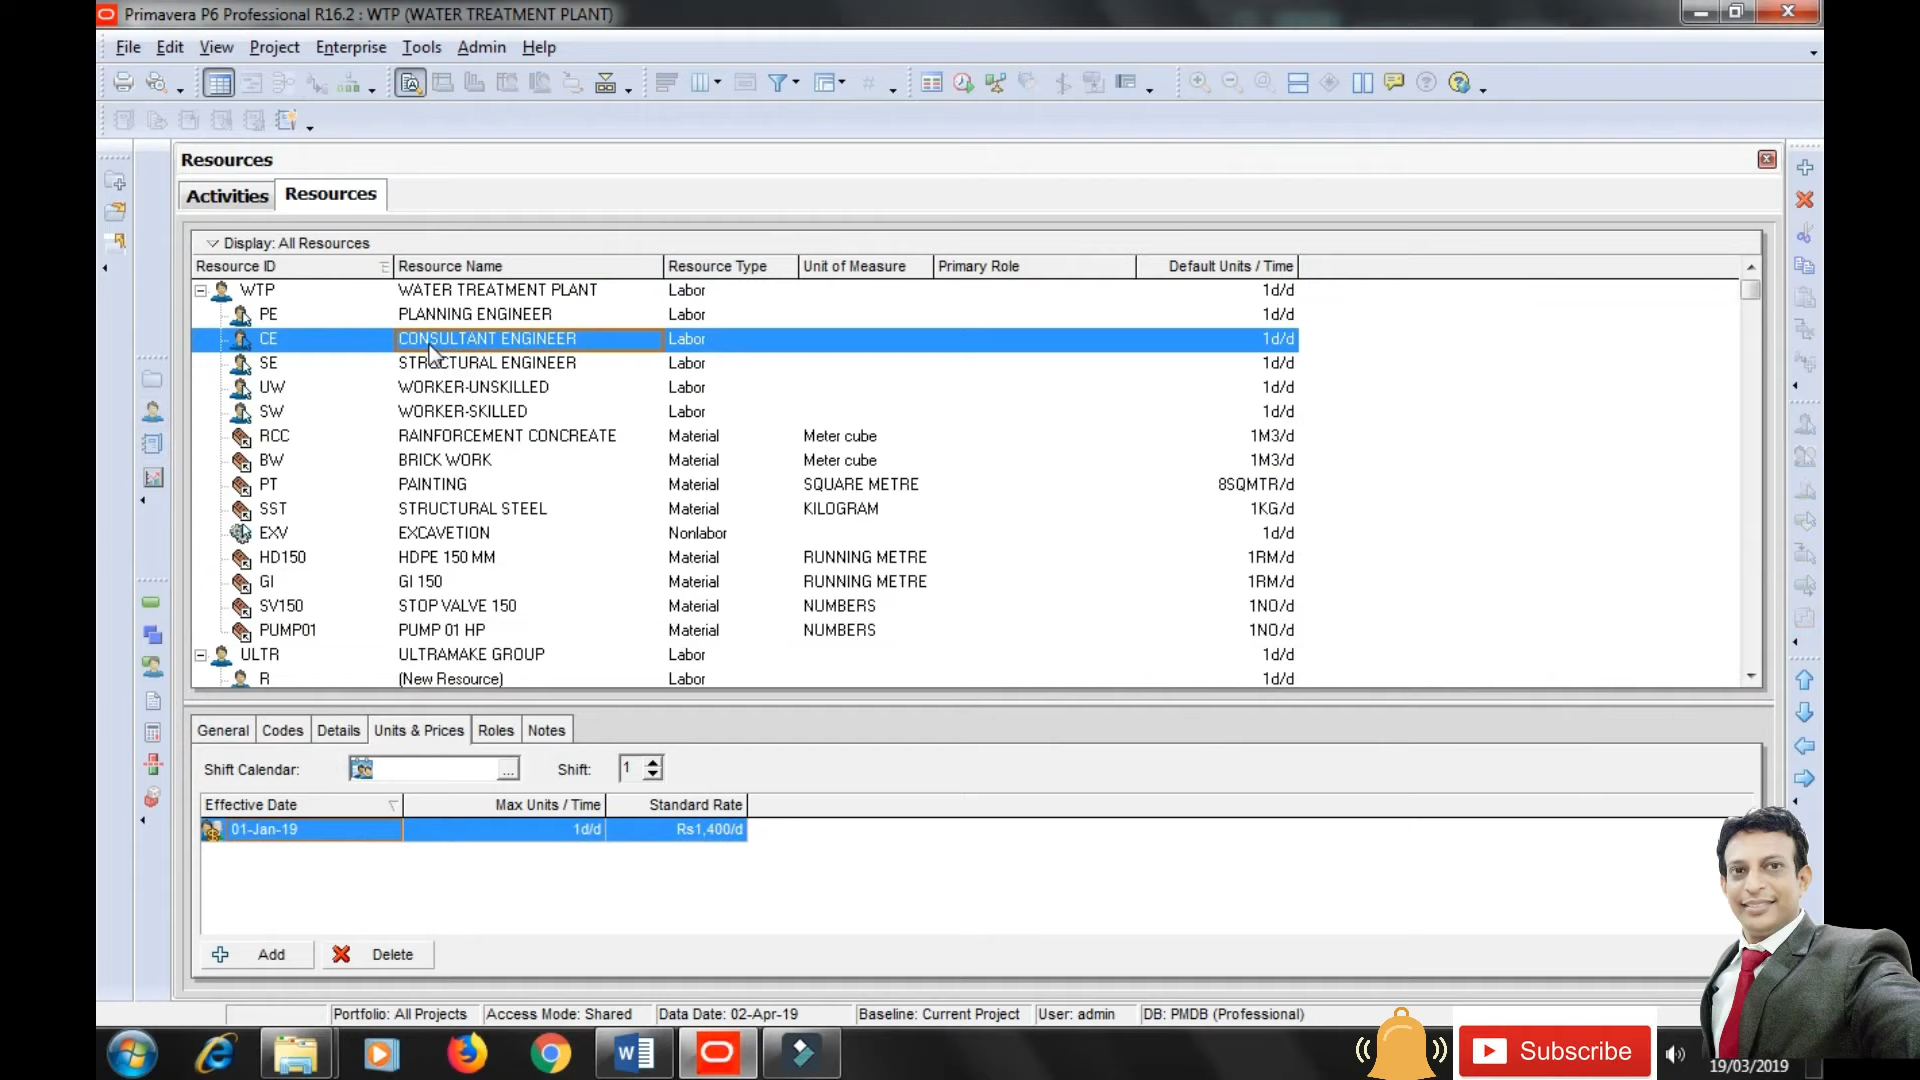 Primavera P6 Professional R16.2 : WTP (WATER TREATMENT PLANT)
File Edit View Project Enterprise Tools Admin Help
Resources
Activities Resources
Display: All Resources
Resource ID Resource Name Resource Type Unit of Measure Primary Role Default Units / Time
WTP WATER TREATMENT PLANT Labor 1d/d
PE PLANNING ENGINEER Labor 1d/d
CE CONSULTANT ENGINEER Labor 1d/d
SE STRUCTURAL ENGINEER Labor 1d/d
UW WORKER-UNSKILLED Labor 1d/d
SW WORKER-SKILLED Labor 1d/d
RCC RAINFORCEMENT CONCREATE Material Meter cube 1M3/d
BW BRICK WORK Material Meter cube 1M3/d
PT PAINTING Material SQUARE METRE 8SQMTR/d
SST STRUCTURAL STEEL Material KILOGRAM 1KG/d
EXV EXCAVETION Nonlabor 1d/d
HD150 HDPE 150 MM Material RUNNING METRE 1RM/d
GI GI 150 Material RUNNING METRE 1RM/d
SV150 STOP VALVE 150 Material NUMBERS 1NO/d
PUMP01 PUMP 01 HP Material NUMBERS 1NO/d
ULTR ULTRAMAKE GROUP Labor 1d/d
R (New Resource) Labor 1d/d
General Codes Details Units & Prices Roles Notes
Shift Calendar: ... Shift: 1
Effective Date Max Units / Time Standard Rate
01-Jan-19 1d/d Rs1,400/d
Add Delete
Portfolio: All Projects Access Mode: Shared Data Date: 02-Apr-19 Baseline: Current Project User: admin DB: PMDB (Professional)
Subscribe
19/03/2019